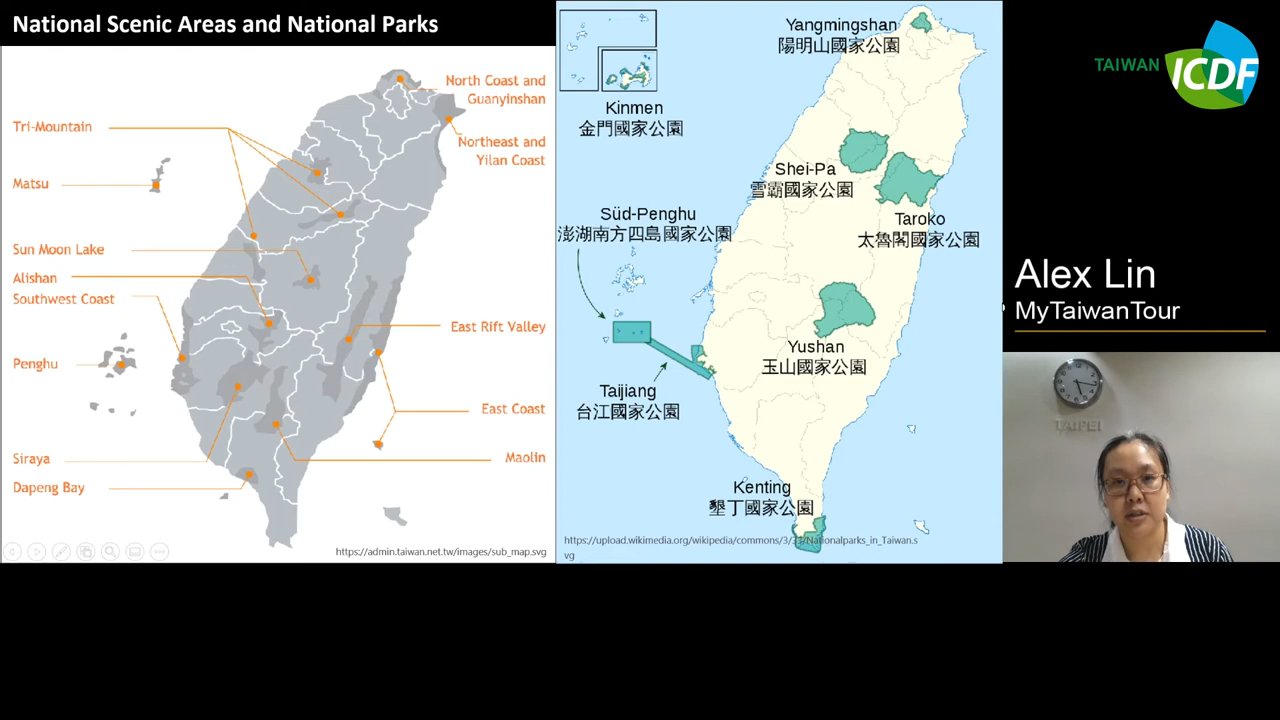 National Scenic Areas and National Parks
North Coast and
Guanyinshan
Tri-Mountain
Northeast and
Yilan Coast
Matsu
Sun Moon Lake
Alishan
Southwest Coast
East Rift Valley
Penghu
East Coast
Siraya
Maolin
Dapeng Bay
https://admin.taiwan.net.tw/images/sub_map.svg
Yangmingshan
陽明山國家公園
Kinmen
金門國家公園
Shei-Pa
雪霸國家公園
Taroko
太魯閣國家公園
Süd-Penghu
澎湖南方四島國家公園
Yushan
玉山國家公園
Taijiang
台江國家公園
Kenting
墾丁國家公園
https://upload.wikimedia.org/wikipedia/commons/3/33/Nationalparks_in_Taiwan.s
vg
TAIWAN ICDF
Alex Lin
MyTaiwanTour
TAIPEI